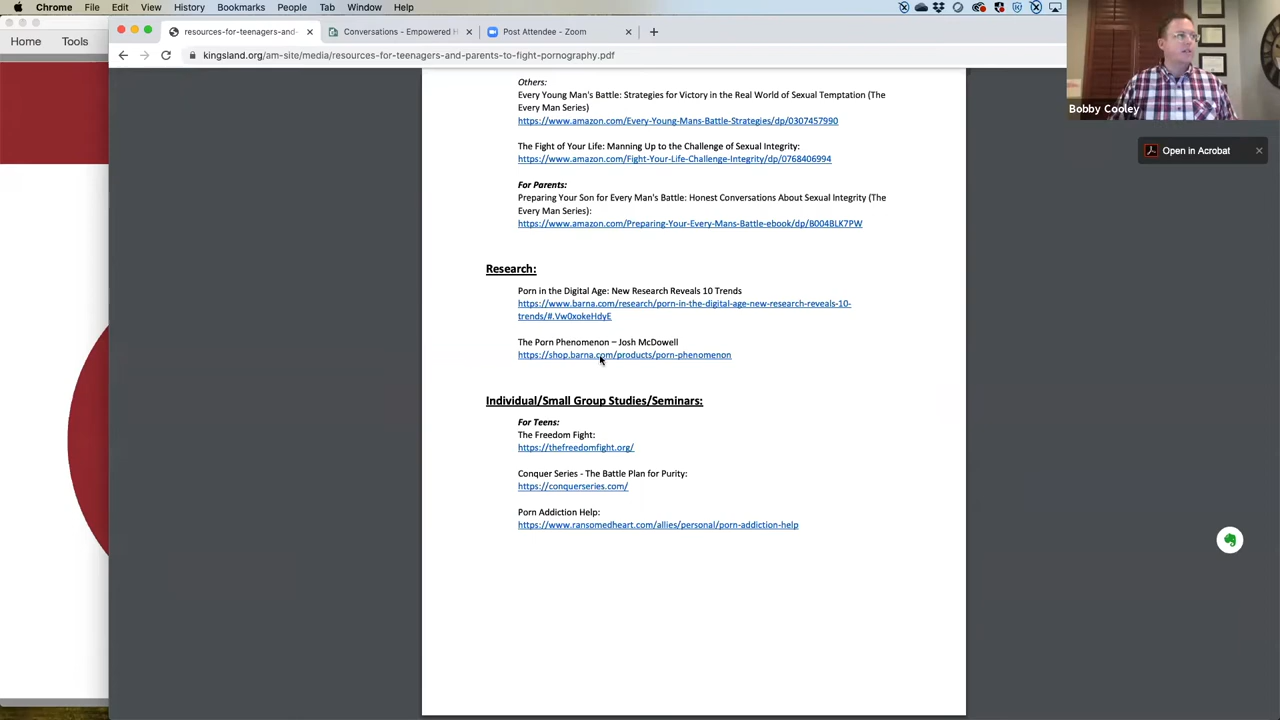 Chrome File Edit View History Bookmarks People Tab Window Help
resources-for-teenagers-and-
Conversations - Empowered H
Post Attendee - Zoom
Home Tools
kingsland.org/am-site/media/resources-for-teenagers-and-parents-to-fight-pornography.pdf
Bobby Cooley
Open in Acrobat
Others:
Every Young Man's Battle: Strategies for Victory in the Real World of Sexual Temptation (The
Every Man Series)
https://www.amazon.com/Every-Young-Mans-Battle-Strategies/dp/0307457990
The Fight of Your Life: Manning Up to the Challenge of Sexual Integrity:
https://www.amazon.com/Fight-Your-Life-Challenge-Integrity/dp/0768406994
For Parents:
Preparing Your Son for Every Man's Battle: Honest Conversations About Sexual Integrity (The
Every Man Series):
https://www.amazon.com/Preparing-Your-Every-Mans-Battle-ebook/dp/B004BLK7PW
Research:
Porn in the Digital Age: New Research Reveals 10 Trends
https://www.barna.com/research/porn-in-the-digital-age-new-research-reveals-10-
trends/#.Vw0xokeHdyE
The Porn Phenomenon – Josh McDowell
https://shop.barna.com/products/porn-phenomenon
Individual/Small Group Studies/Seminars:
For Teens:
The Freedom Fight:
https://thefreedomfight.org/
Conquer Series - The Battle Plan for Purity:
https://conquerseries.com/
Porn Addiction Help:
https://www.ransomedheart.com/allies/personal/porn-addiction-help